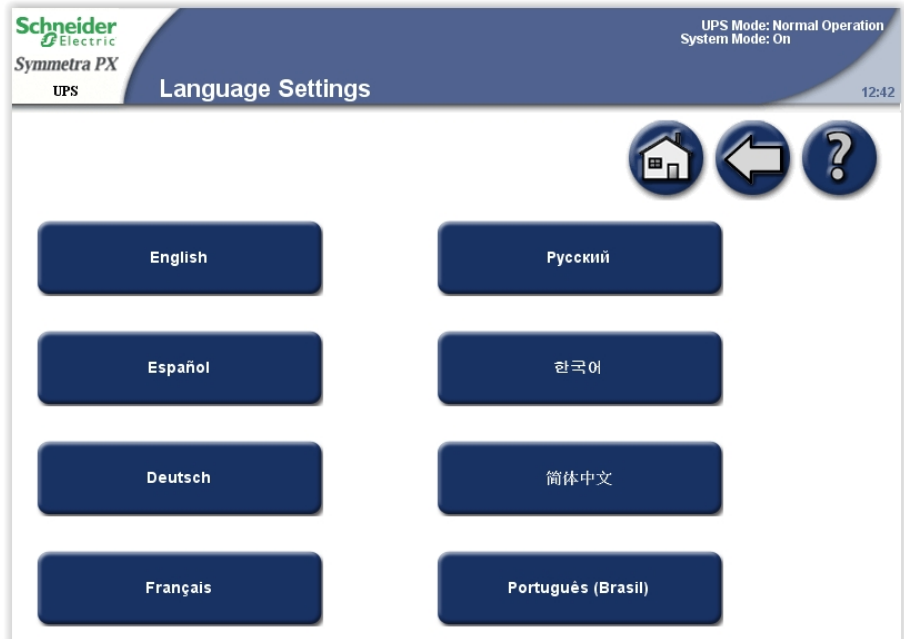 Schneider
Electric
Symmetra PX
UPS
Language Settings
UPS Mode: Normal Operation
System Mode: On
12:42
?
English
Русский
Español
한국어
Deutsch
简体中文
Français
Português (Brasil)